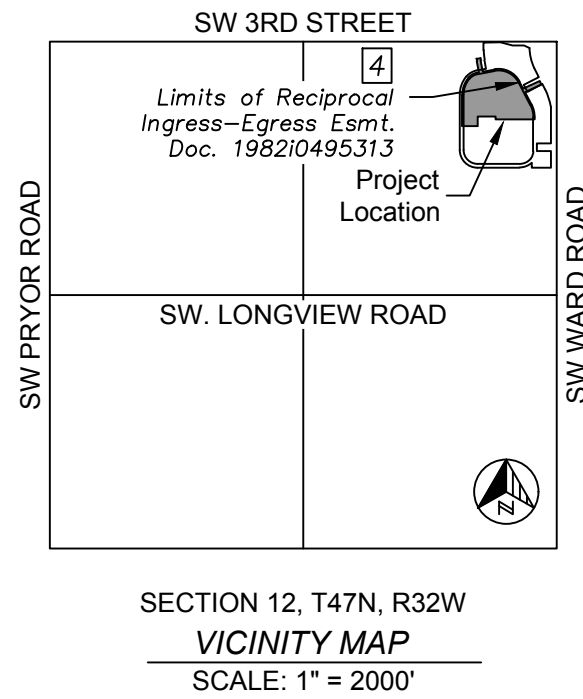 SW 3RD STREET
4
Limits of Reciprocal
Ingress–Egress Esmt.
Doc. 1982i0495313
Project
Location
SW PRYOR ROAD
SW WARD ROAD
SW. LONGVIEW ROAD
N
SECTION 12, T47N, R32W
VICINITY MAP
SCALE: 1" = 2000'